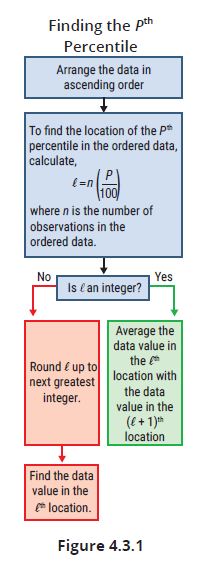 Finding the Pth
Percentile
Arrange the data in
ascending order
To find the location of the Pth
percentile in the ordered data,
calculate,
ℓ=n(P/100)
where n is the number of
observations in the
ordered data.
No
Is ℓ an integer?
Yes
Round ℓ up to
next greatest
integer.
Find the data
value in the
ℓth location.
Average the
data value in
the ℓth
location with
the data
value in the
(ℓ + 1)th
location
Figure 4.3.1